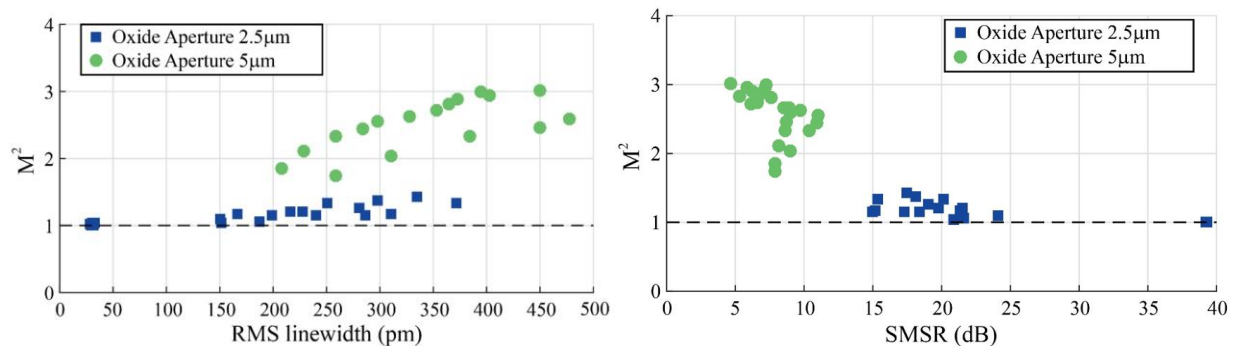 4
3
2
1
0
M²
Oxide Aperture 2.5μm
Oxide Aperture 5μm
0 50 100 150 200 250 300 350 400 450 500
RMS linewidth (pm)
4
3
2
1
0
M²
Oxide Aperture 2.5μm
Oxide Aperture 5μm
0 5 10 15 20 25 30 35 40
SMSR (dB)